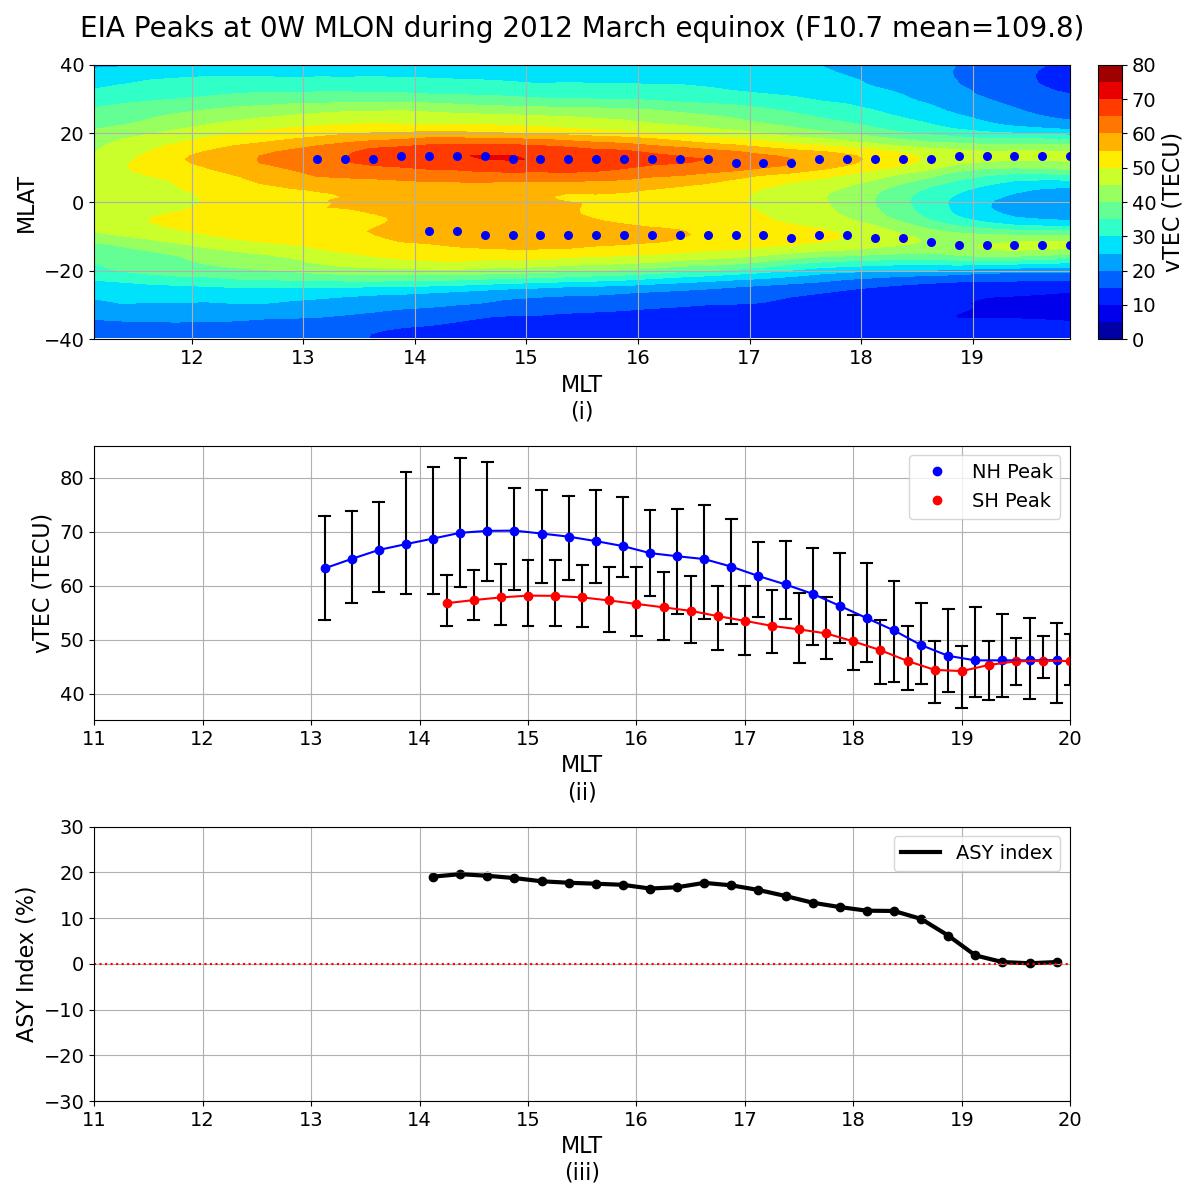 EIA Peaks at 0W MLON during 2012 March equinox (F10.7 mean=109.8)
MLAT
40
20
0
−20
−40
12 13 14 15 16 17 18 19
MLT
(i)
80
70
60
50
40
30
20
10
0
vTEC (TECU)
vTEC (TECU)
80
70
60
50
40
NH Peak
SH Peak
11 12 13 14 15 16 17 18 19 20
MLT
(ii)
ASY Index (%)
30
20
10
0
−10
−20
−30
ASY index
11 12 13 14 15 16 17 18 19 20
MLT
(iii)